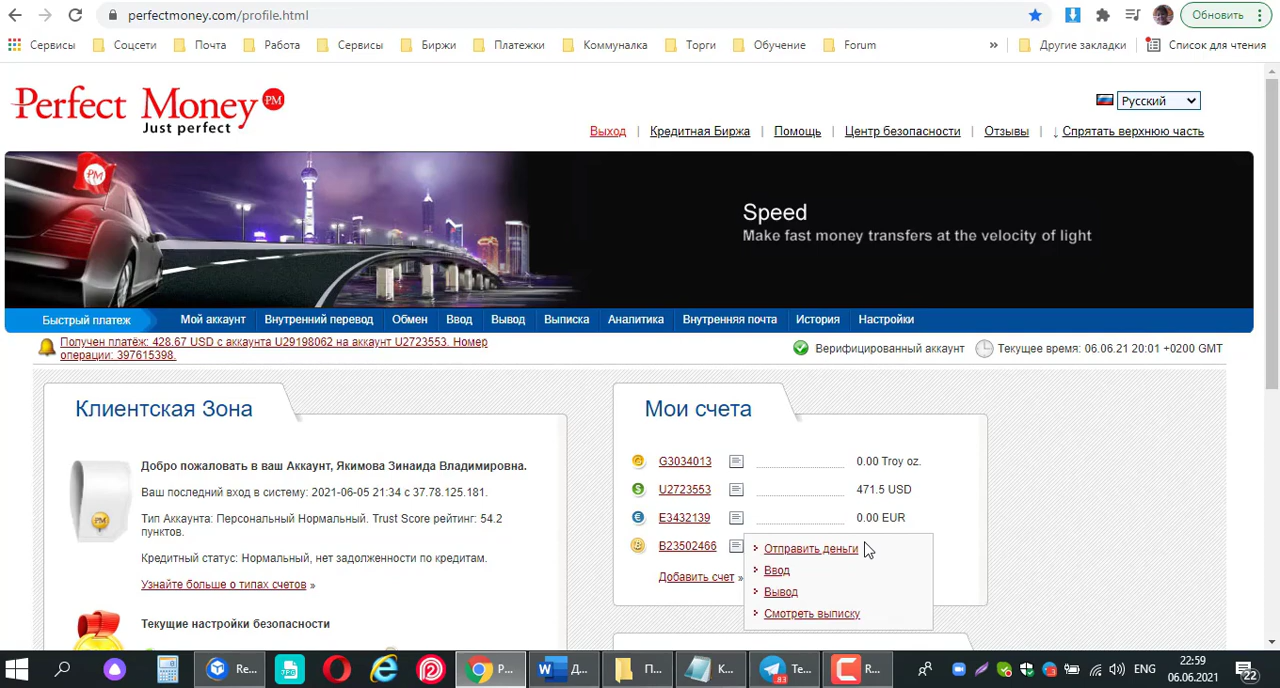 perfectmoney.com/profile.html
Обновить
Сервисы Соцсети Почта Работа Сервисы Биржи Платежки Коммуналка Торги Обучение Forum » Другие закладки Список для чтения
Perfect Money PM
Just perfect
Русский
Выход | Кредитная Биржа | Помощь | Центр безопасности | Отзывы | ↓ Спрятать верхнюю часть
PM
Speed
Make fast money transfers at the velocity of light
Быстрый платеж Мой аккаунт Внутренний перевод Обмен Ввод Вывод Выписка Аналитика Внутренняя почта История Настройки
Получен платёж: 428.67 USD с аккаунта U29198062 на аккаунт U2723553. Номер
операции: 397615398.
Верифицированный аккаунт Текущее время: 06.06.21 20:01 +0200 GMT
Клиентская Зона
Добро пожаловать в ваш Аккаунт, Якимова Зинаида Владимировна.
Ваш последний вход в систему: 2021-06-05 21:34 с 37.78.125.181.
Тип Аккаунта: Персональный Нормальный. Trust Score рейтинг: 54.2
пунктов.
Кредитный статус: Нормальный, нет задолженности по кредитам.
Узнайте больше о типах счетов »
Текущие настройки безопасности
Мои счета
G3034013 0.00 Troy oz.
U2723553 471.5 USD
E3432139 0.00 EUR
B23502466
Добавить счет »
Отправить деньги
Ввод
Вывод
Смотреть выписку
Re... P... Д... П... К... Te... R... ENG
83
22:59
06.06.2021
22